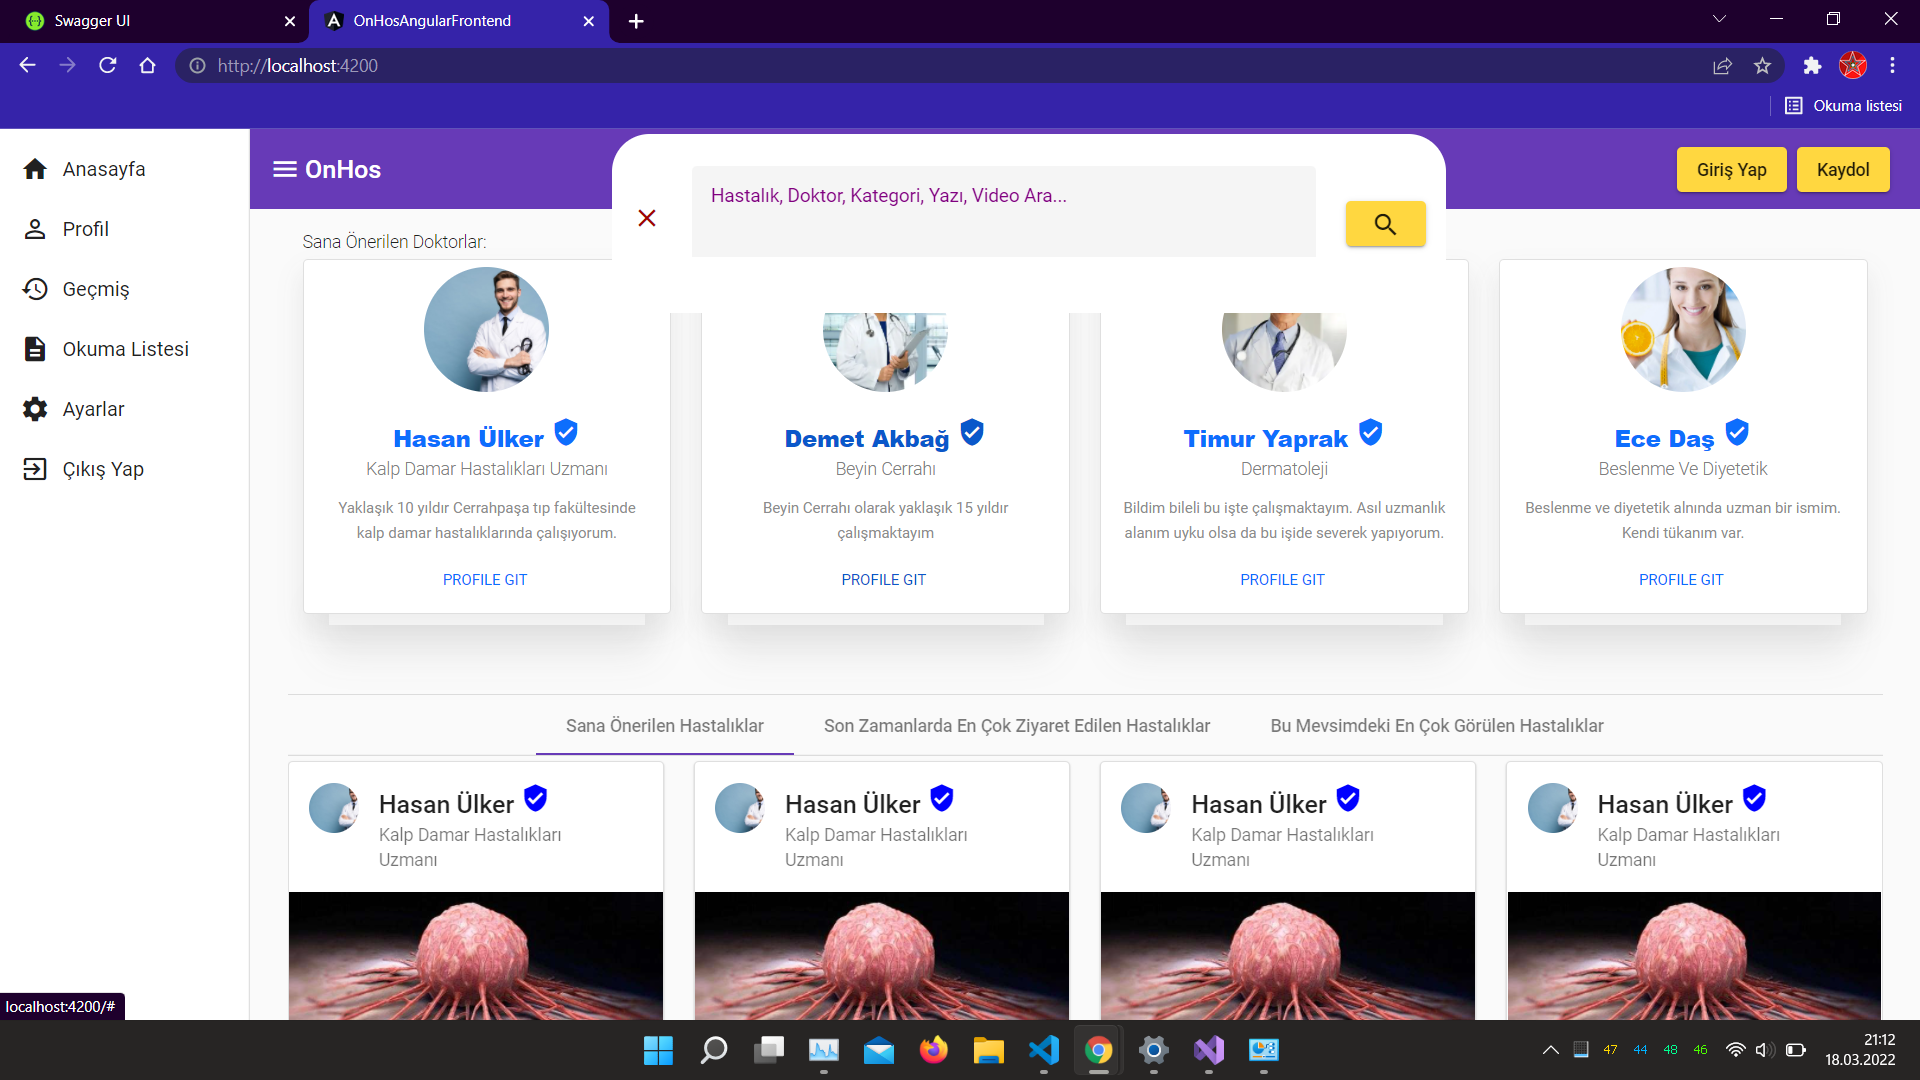 Swagger UI
OnHosAngularFrontend
http://localhost:4200
Okuma listesi
Anasayfa
Profil
Geçmiş
Okuma Listesi
Ayarlar
Çıkış Yap
OnHos
Hastalık, Doktor, Kategori, Yazı, Video Ara...
Giriş Yap
Kaydol
Sana Önerilen Doktorlar:
Hasan Ülker
Kalp Damar Hastalıkları Uzmanı
Yaklaşık 10 yıldır Cerrahpaşa tıp fakültesinde
kalp damar hastalıklarında çalışıyorum.
PROFILE GIT
Demet Akbağ
Beyin Cerrahı
Beyin Cerrahı olarak yaklaşık 15 yıldır
çalışmaktayım
PROFILE GIT
Timur Yaprak
Dermatoleji
Bildim bileli bu işte çalışmaktayım. Asıl uzmanlık
alanım uyku olsa da bu işide severek yapıyorum.
PROFILE GIT
Ece Daş
Beslenme Ve Diyetetik
Beslenme ve diyetetik alnında uzman bir ismim.
Kendi tükanım var.
PROFILE GIT
Sana Önerilen Hastalıklar
Son Zamanlarda En Çok Ziyaret Edilen Hastalıklar
Bu Mevsimdeki En Çok Görülen Hastalıklar
Hasan Ülker
Kalp Damar Hastalıkları
Uzmanı
Hasan Ülker
Kalp Damar Hastalıkları
Uzmanı
Hasan Ülker
Kalp Damar Hastalıkları
Uzmanı
Hasan Ülker
Kalp Damar Hastalıkları
Uzmanı
localhost:4200/#
47 44 48 46
21:12
18.03.2022